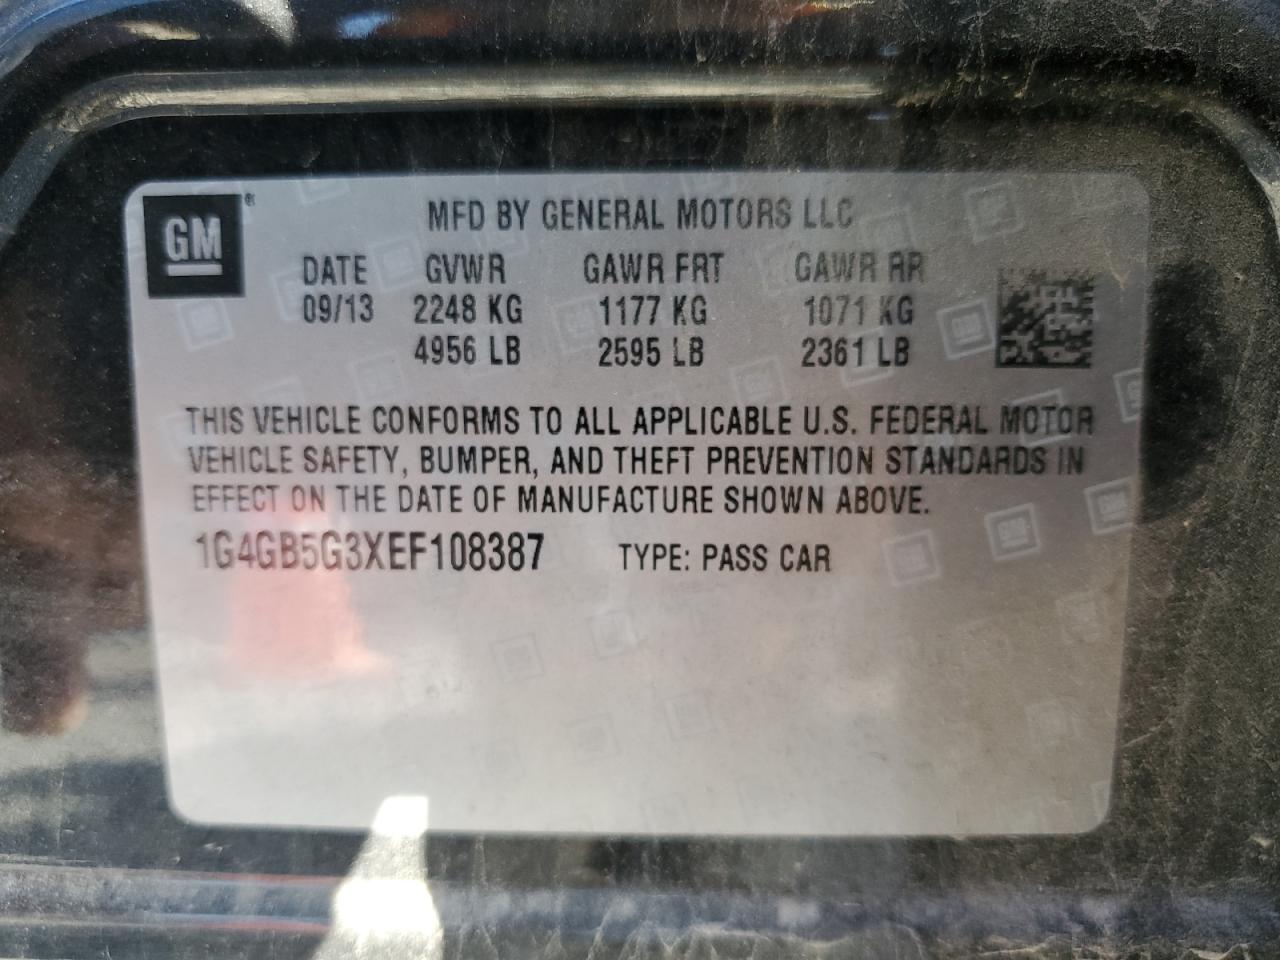 GM ®
MFD BY GENERAL MOTORS LLC
DATE GVWR GAWR FRT GAWR RR
09/13 2248 KG 1177 KG 1071 KG
4956 LB 2595 LB 2361 LB
THIS VEHICLE CONFORMS TO ALL APPLICABLE U.S. FEDERAL MOTOR
VEHICLE SAFETY, BUMPER, AND THEFT PREVENTION STANDARDS IN
EFFECT ON THE DATE OF MANUFACTURE SHOWN ABOVE.
1G4GB5G3XEF108387 TYPE: PASS CAR